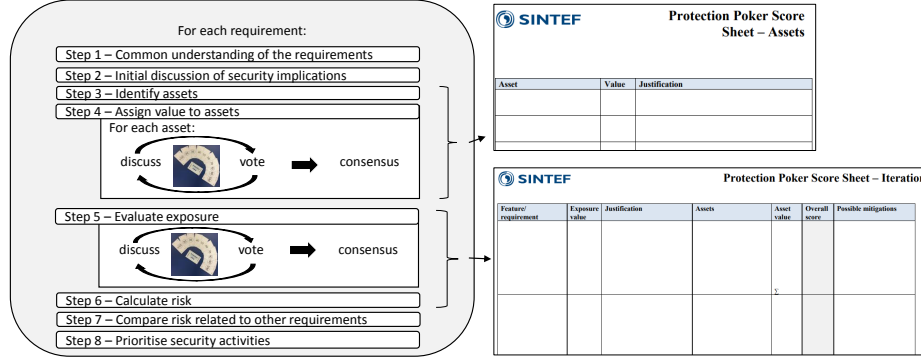 For each requirement:
Step 1 – Common understanding of the requirements
Step 2 – Initial discussion of security implications
Step 3 – Identify assets
Step 4 – Assign value to assets
For each asset:
discuss vote consensus
Step 5 – Evaluate exposure
discuss vote consensus
Step 6 – Calculate risk
Step 7 – Compare risk related to other requirements
Step 8 – Prioritise security activities
SINTEF
Protection Poker Score
Sheet – Assets
Asset Value Justification
SINTEF
Protection Poker Score Sheet – Iteration
Feature/ Exposure Justification Assets Asset Overall Possible mitigations
requirement value value score
Σ